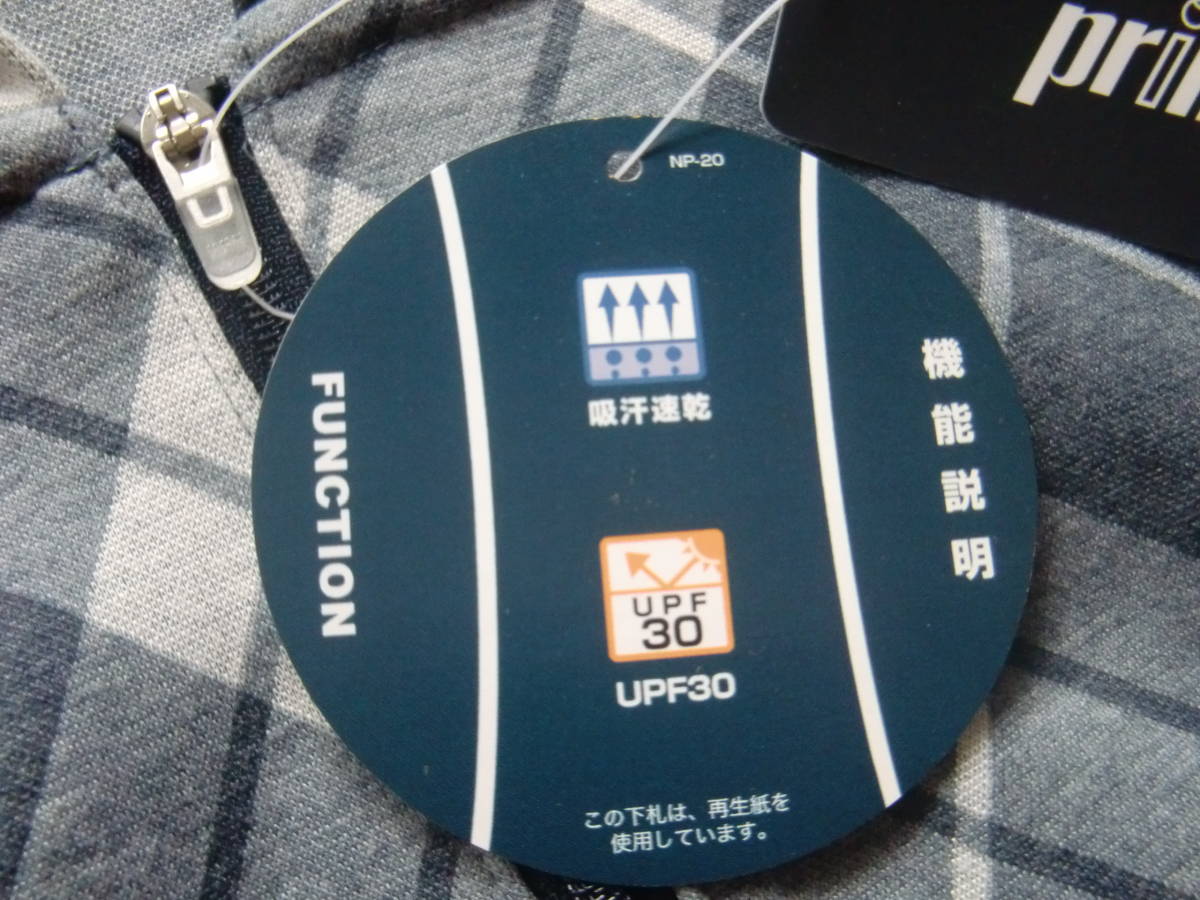 NP-20
吸汗速乾
UPF
30
UPF30
この下札は、再生紙を
使用しています。
FUNCTION
機能説明